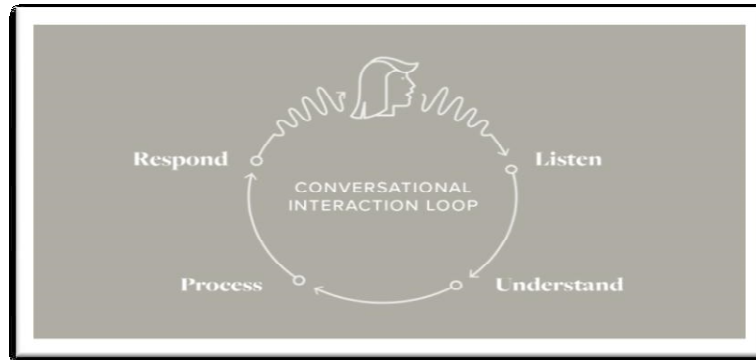 Respond
Listen
CONVERSATIONAL
INTERACTION LOOP
Process
Understand